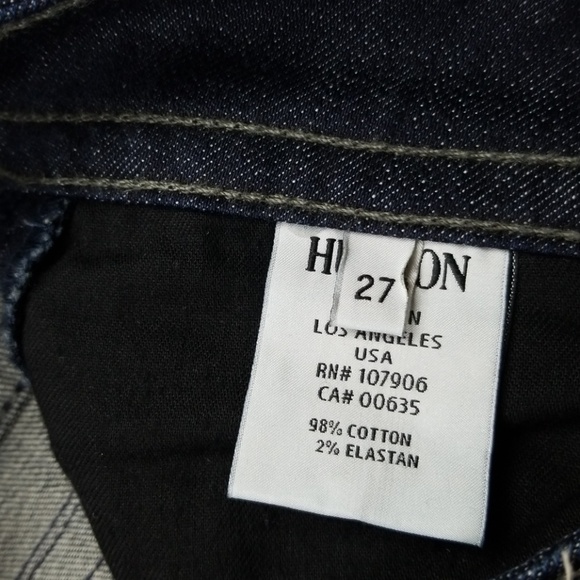 27
LOS ANGELES
USA
RN# 107906
CA# 00635
98% COTTON
2% ELASTAN